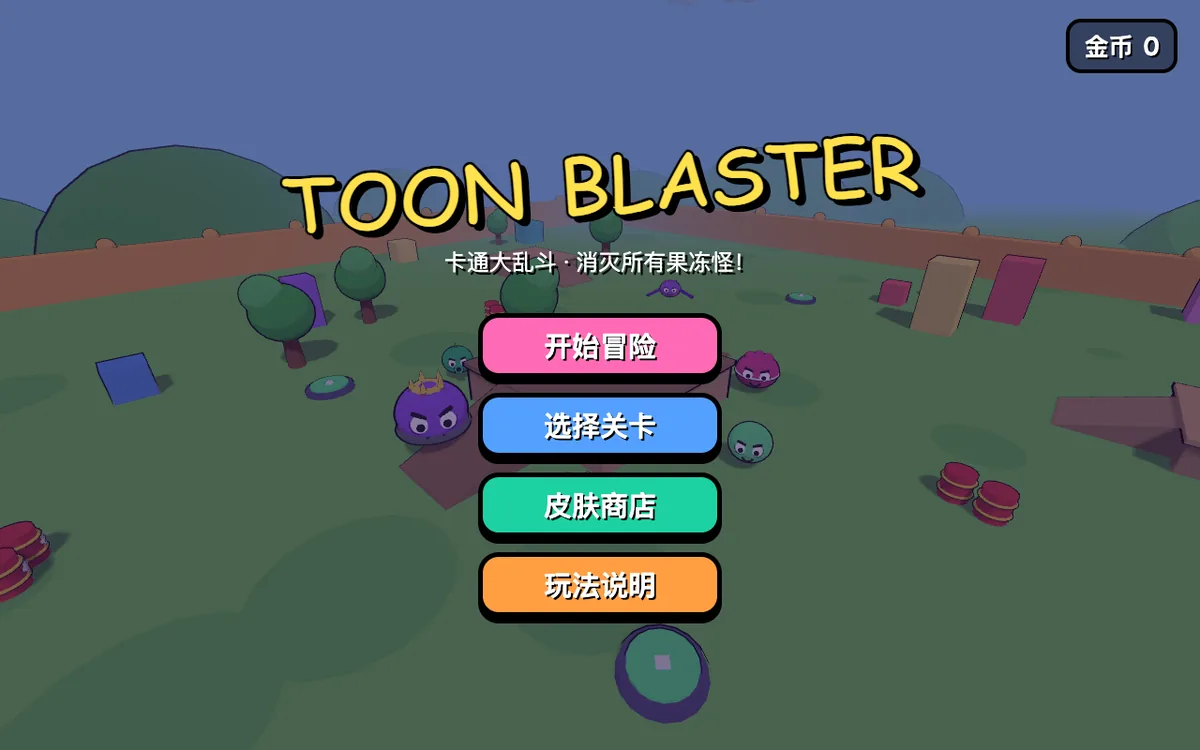 金币 0
TOON BLASTER
卡通大乱斗 · 消灭所有果冻怪！
开始冒险
选择关卡
皮肤商店
玩法说明